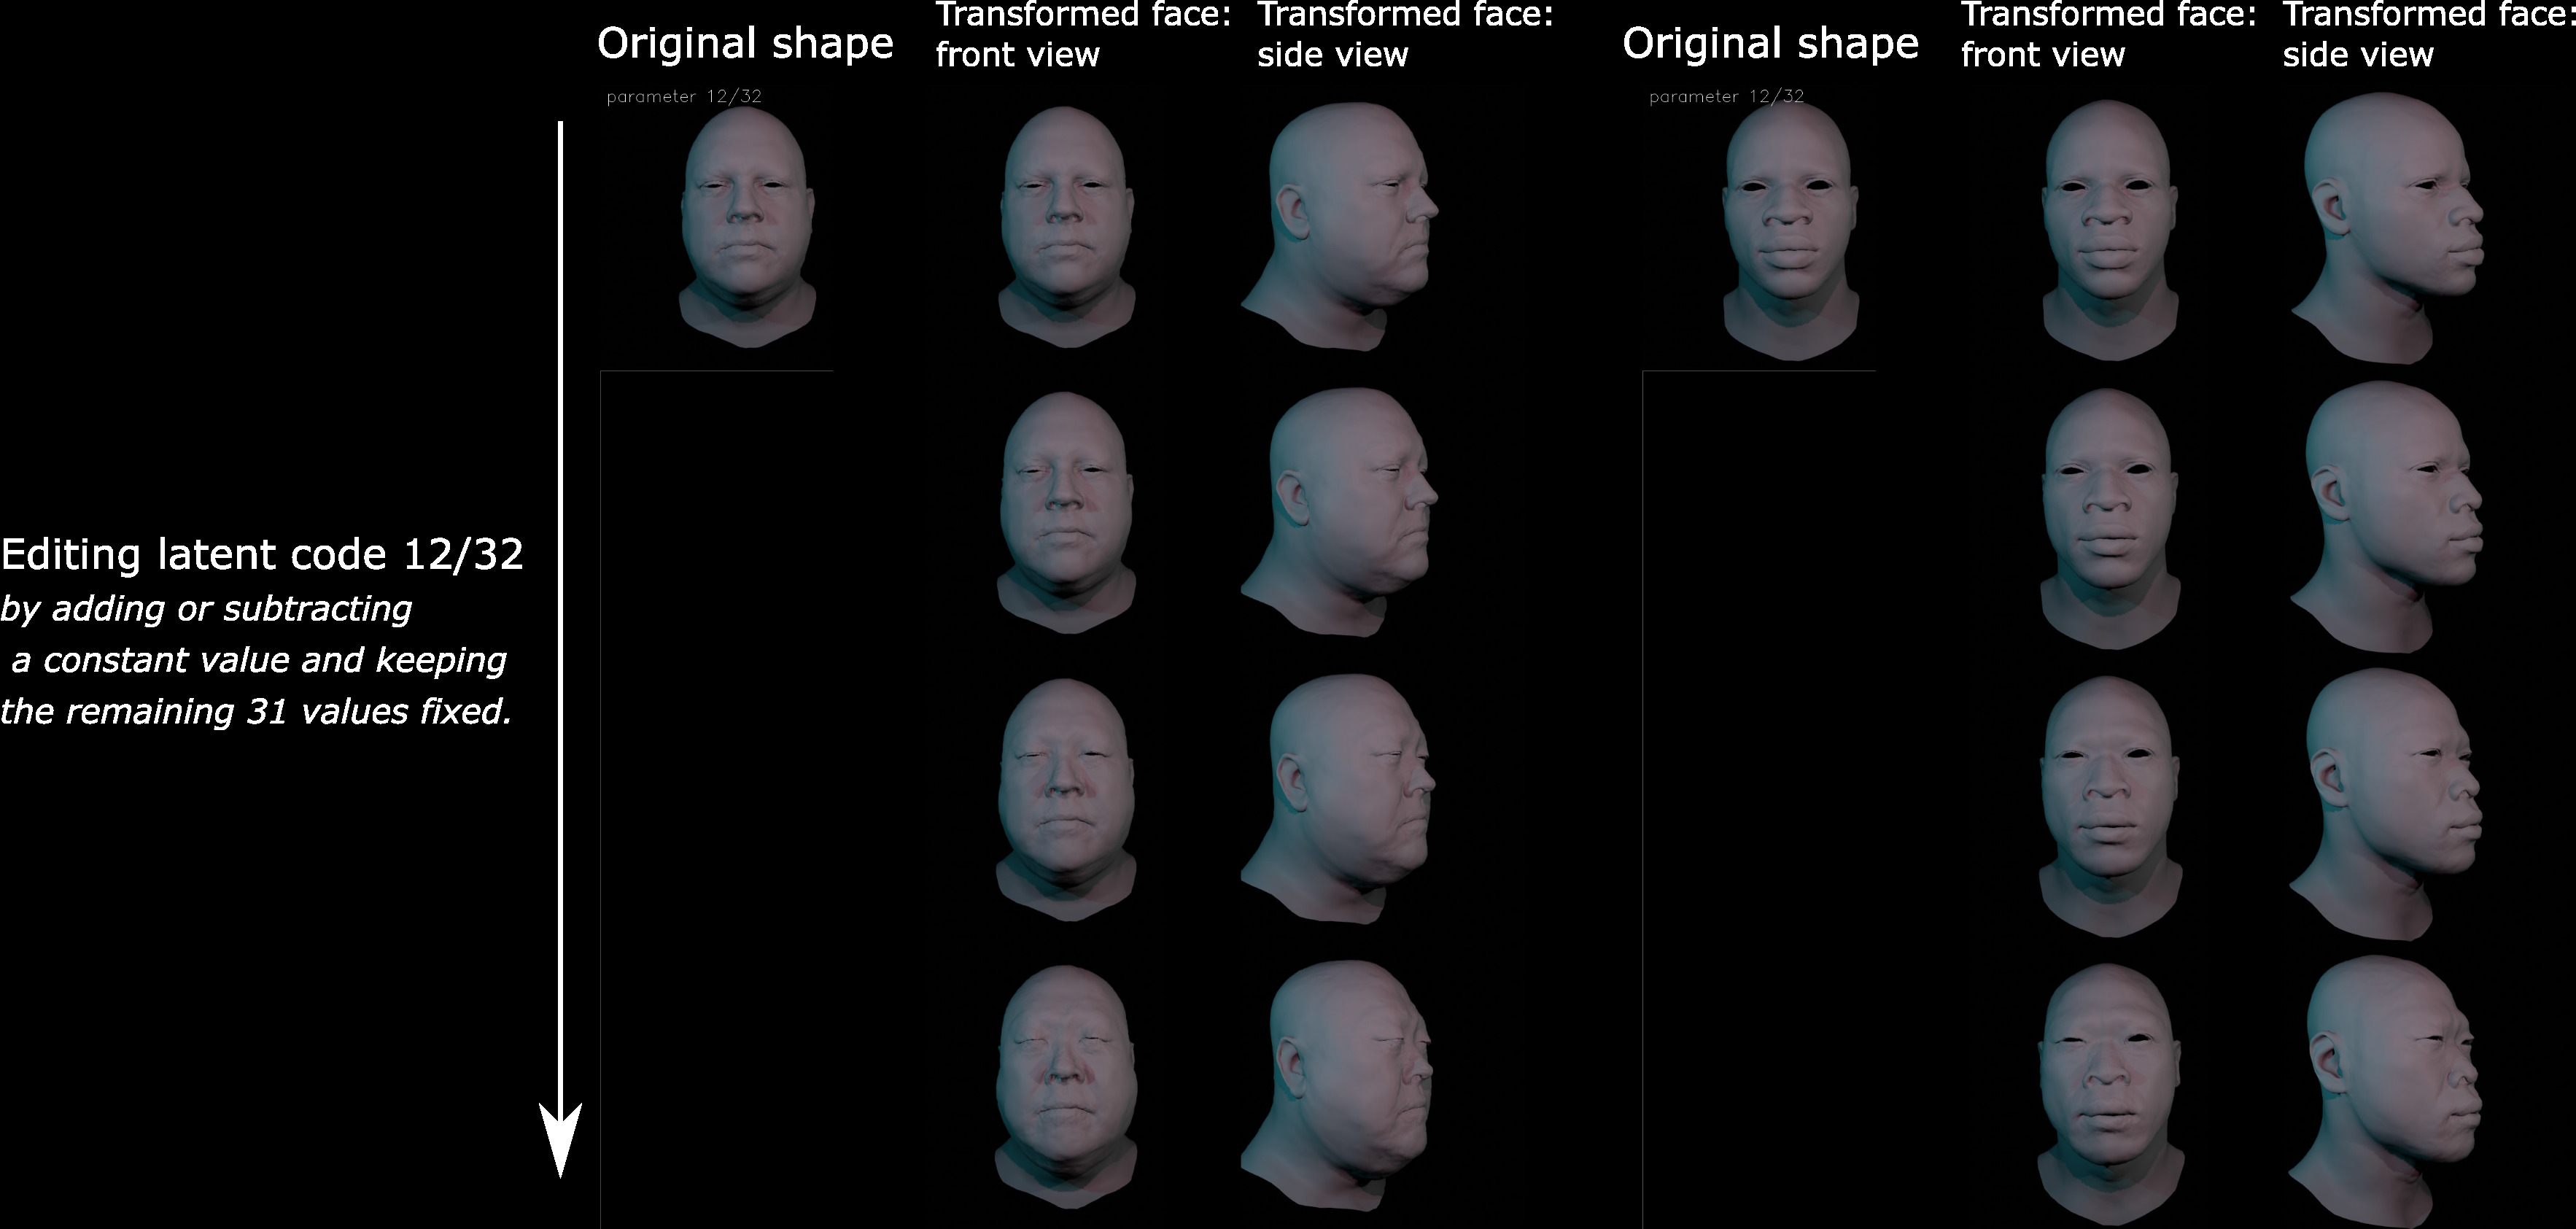 Original shape
Transformed face:
front view
Transformed face:
side view
Original shape
Transformed face:
front view
Transformed face:
side view
parameter 12/32
parameter 12/32
Editing latent code 12/32
by adding or subtracting
a constant value and keeping
the remaining 31 values fixed.